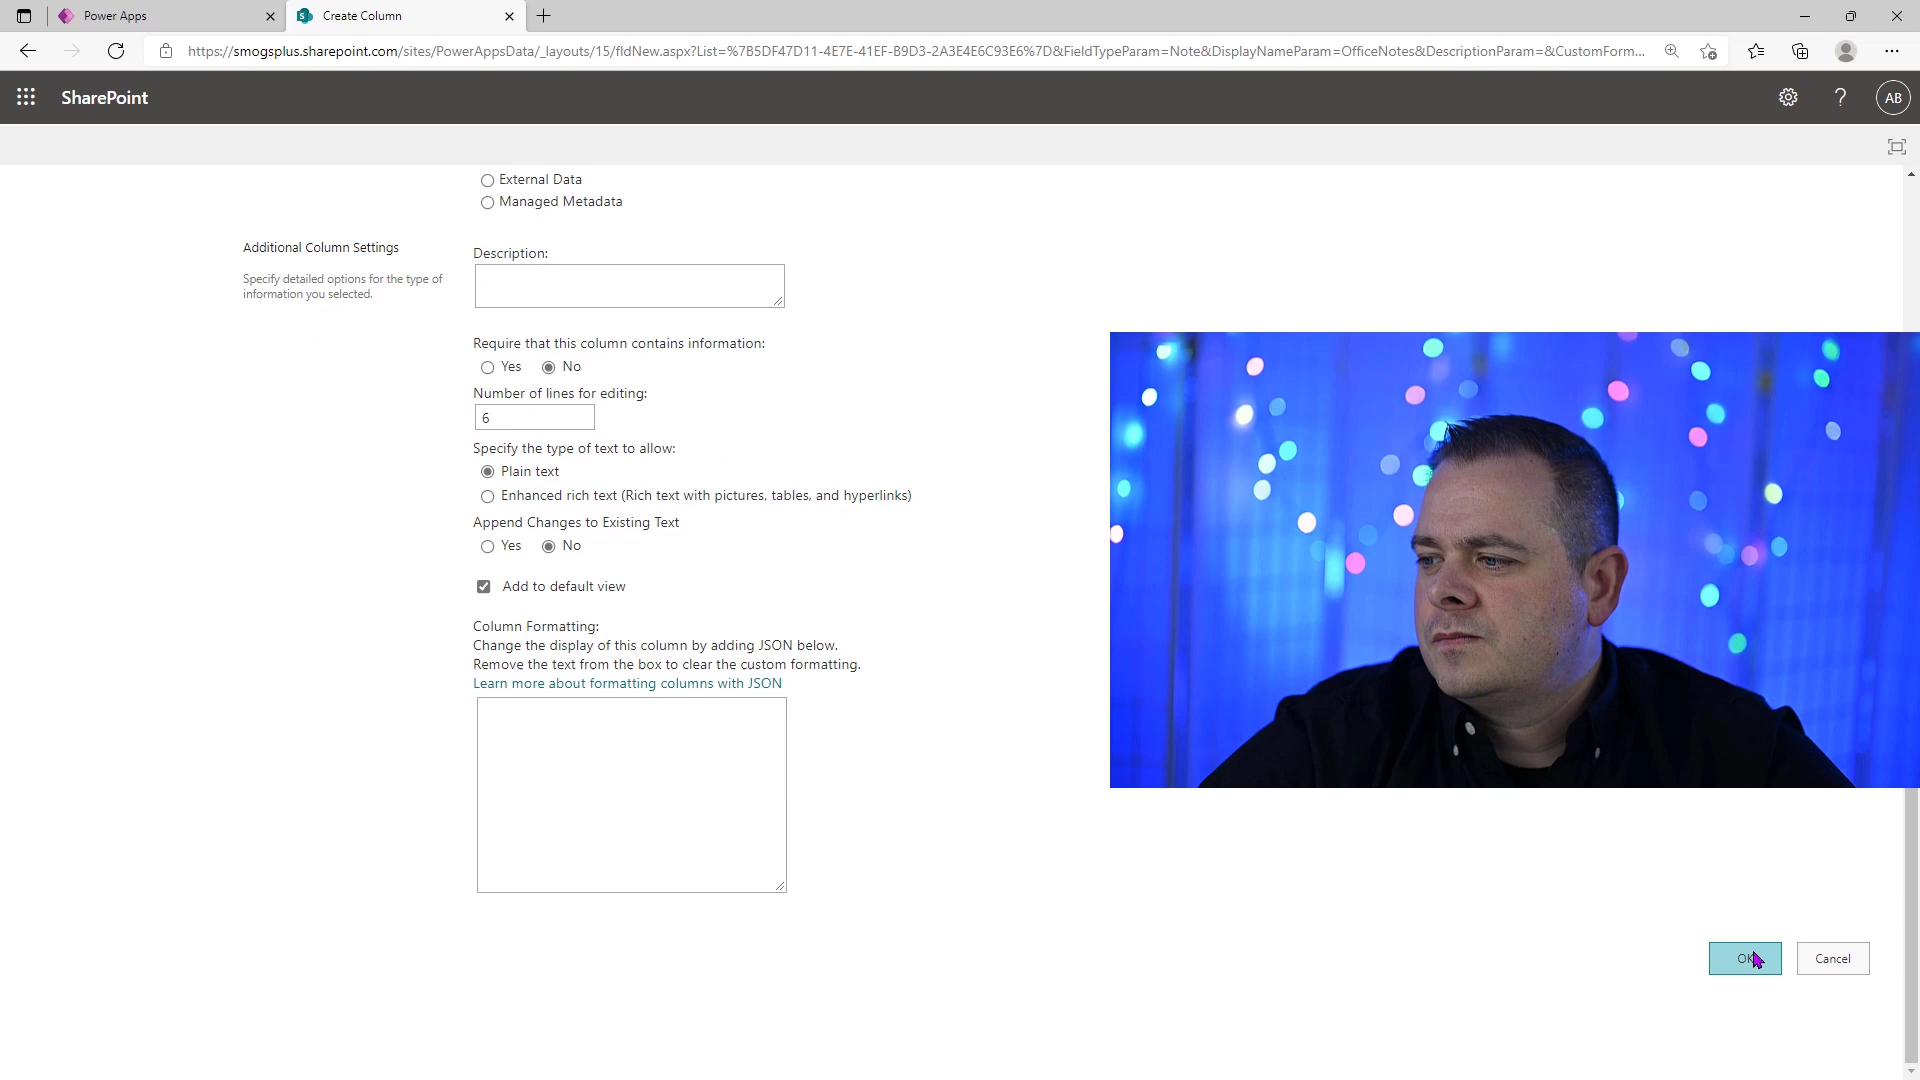 Power Apps
Create Column
https://smogsplus.sharepoint.com/sites/PowerAppsData/_layouts/15/fldNew.aspx?List=%7B5DF47D11-4E7E-41EF-B9D3-2A3E4E6C93E6%7D&FieldTypeParam=Note&DisplayNameParam=OfficeNotes&DescriptionParam=&CustomForm...
SharePoint
? AB
External Data
Managed Metadata
Additional Column Settings
Specify detailed options for the type of
information you selected.
Description:
Require that this column contains information:
Yes No
Number of lines for editing:
6
Specify the type of text to allow:
Plain text
Enhanced rich text (Rich text with pictures, tables, and hyperlinks)
Append Changes to Existing Text
Yes No
Add to default view
Column Formatting:
Change the display of this column by adding JSON below.
Remove the text from the box to clear the custom formatting.
Learn more about formatting columns with JSON
OK Cancel